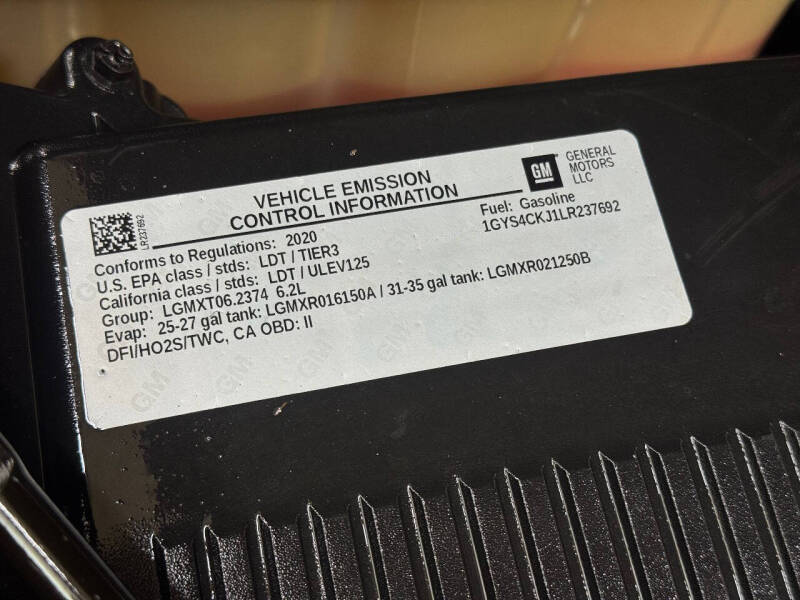 GM GENERAL
MOTORS
LLC
VEHICLE EMISSION
CONTROL INFORMATION
LR237692
Conforms to Regulations: 2020
Fuel: Gasoline
U.S. EPA class / stds: LDT / TIER3
1GYS4CKJ1LR237692
California class / stds: LDT / ULEV125
Group: LGMXT06.2374 6.2L
Evap: 25-27 gal tank: LGMXR016150A / 31-35 gal tank: LGMXR021250B
DFI/HO2S/TWC, CA OBD: II